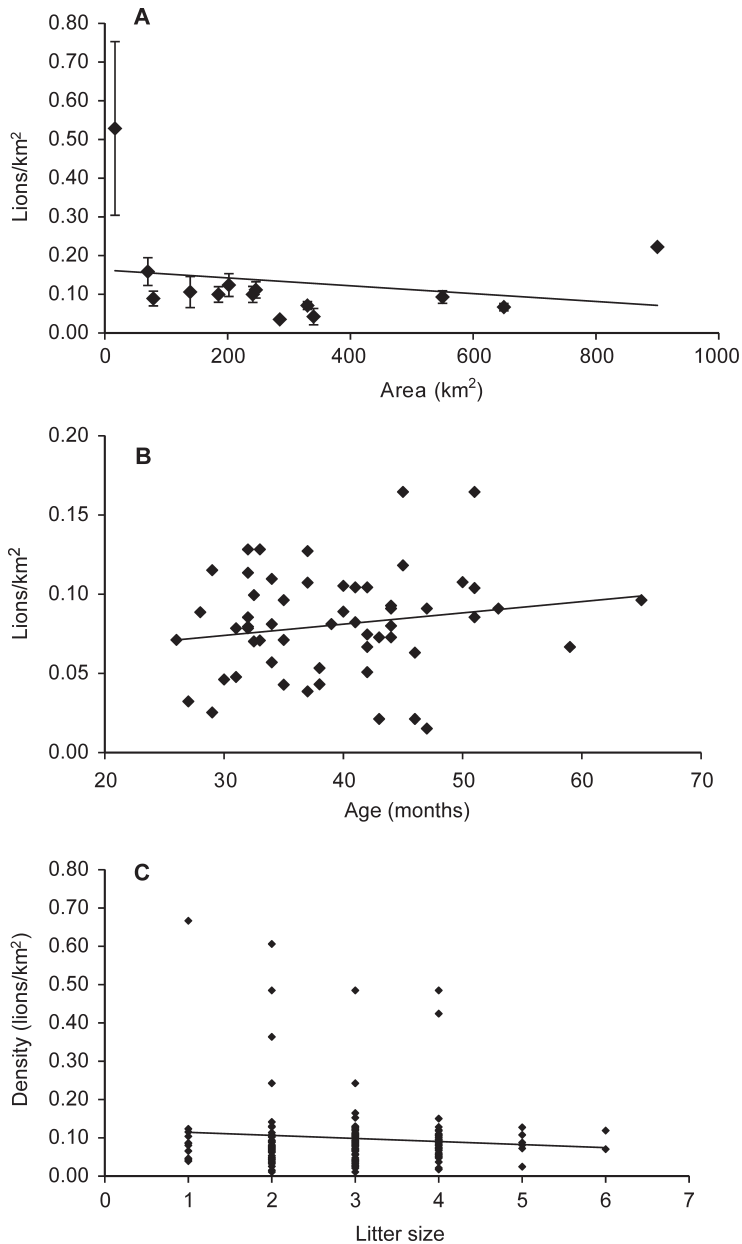 A
0.80
0.70
0.60
0.50
0.40
0.30
0.20
0.10
0.00
Lions/km²
0 200 400 600 800 1000
Area (km²)
B
0.20
0.15
0.10
0.05
0.00
Lions/km²
20 30 40 50 60 70
Age (months)
C
0.80
0.70
0.60
0.50
0.40
0.30
0.20
0.10
0.00
Density (lions/km²)
0 1 2 3 4 5 6 7
Litter size